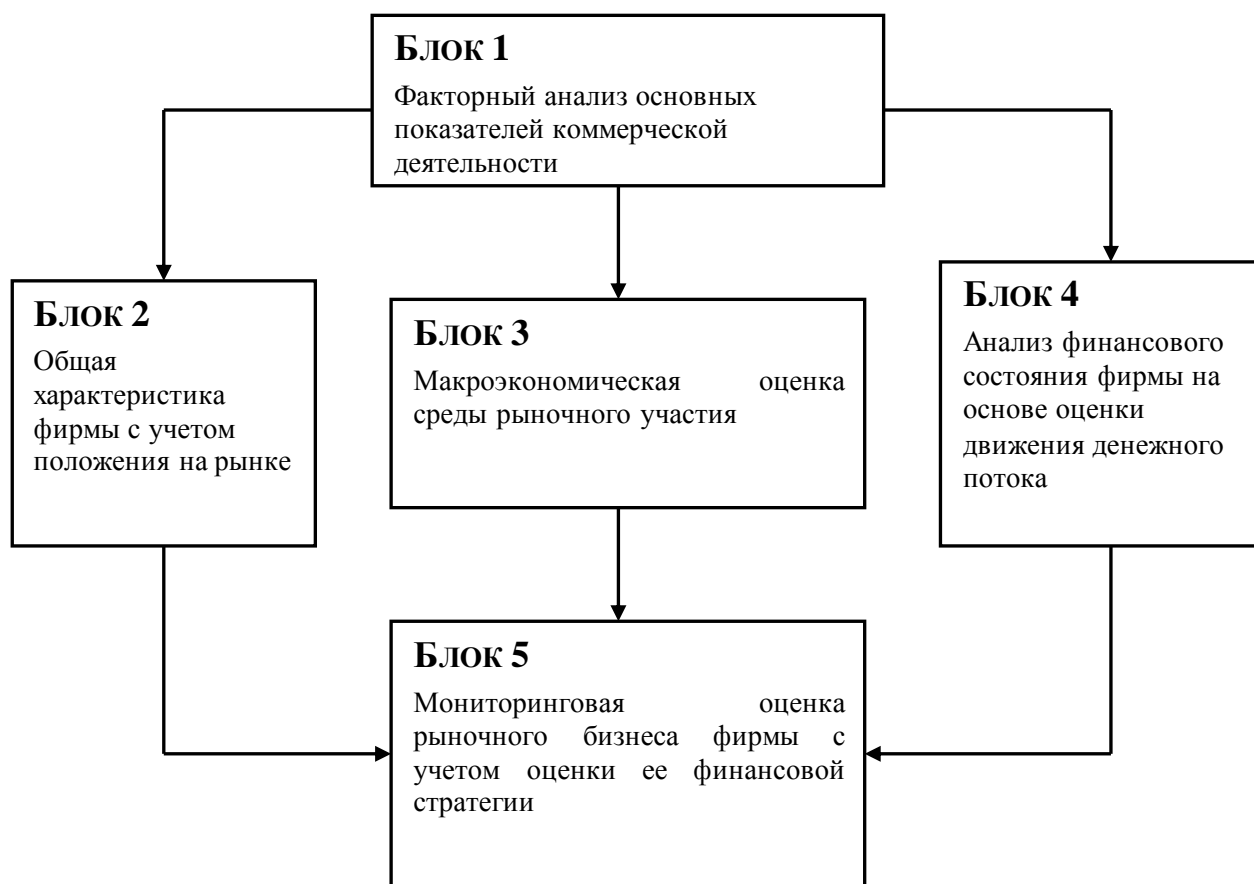 БЛОК 1
Факторный анализ основных
показателей коммерческой
деятельности
БЛОК 2
Общая
характеристика
фирмы с учетом
положения на рынке
БЛОК 3
Макроэкономическая оценка
среды рыночного участия
БЛОК 4
Анализ финансового
состояния фирмы на
основе оценки
движения денежного
потока
БЛОК 5
Мониторинговая оценка
рыночного бизнеса фирмы с
учетом оценки ее финансовой
стратегии